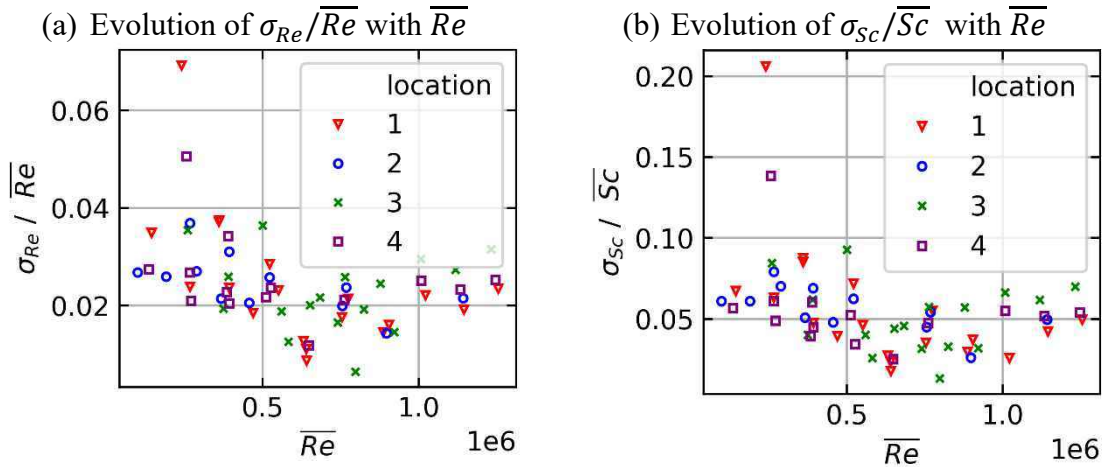 (a) Evolution of σ_Re/R̅e̅ with R̅e̅
(b) Evolution of σ_Sc/S̅c̅ with R̅e̅
location
1
2
3
4
0.06
0.04
0.02
σ_Re / R̅e̅
0.5
1.0
1e6
R̅e̅
location
1
2
3
4
0.20
0.15
0.10
0.05
σ_Sc / S̅c̅
0.5
1.0
1e6
R̅e̅